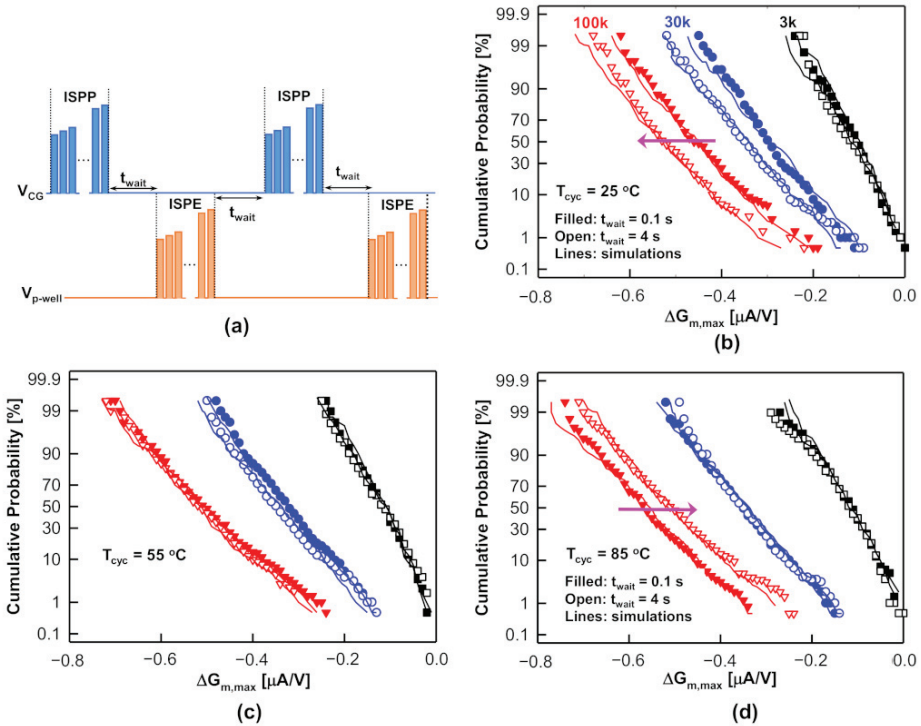 ISPP
ISPP
...
...
t_wait
t_wait
V_CG
ISPE
t_wait
ISPE
...
...
V_p-well
(a)
99.9
99
90
70
50
30
10
1
0.1
Cumulative Probability [%]
100k
30k
3k
T_cyc = 25 °C
Filled: t_wait = 0.1 s
Open: t_wait = 4 s
Lines: simulations
−0.8 −0.6 −0.4 −0.2 0.0
ΔG_m,max [μA/V]
(b)
99.9
99
90
70
50
30
10
1
0.1
Cumulative Probability [%]
T_cyc = 55 °C
−0.8 −0.6 −0.4 −0.2 0.0
ΔG_m,max [μA/V]
(c)
99.9
99
90
70
50
30
10
1
0.1
Cumulative Probability [%]
T_cyc = 85 °C
Filled: t_wait = 0.1 s
Open: t_wait = 4 s
Lines: simulations
−0.8 −0.6 −0.4 −0.2 0.0
ΔG_m,max [μA/V]
(d)